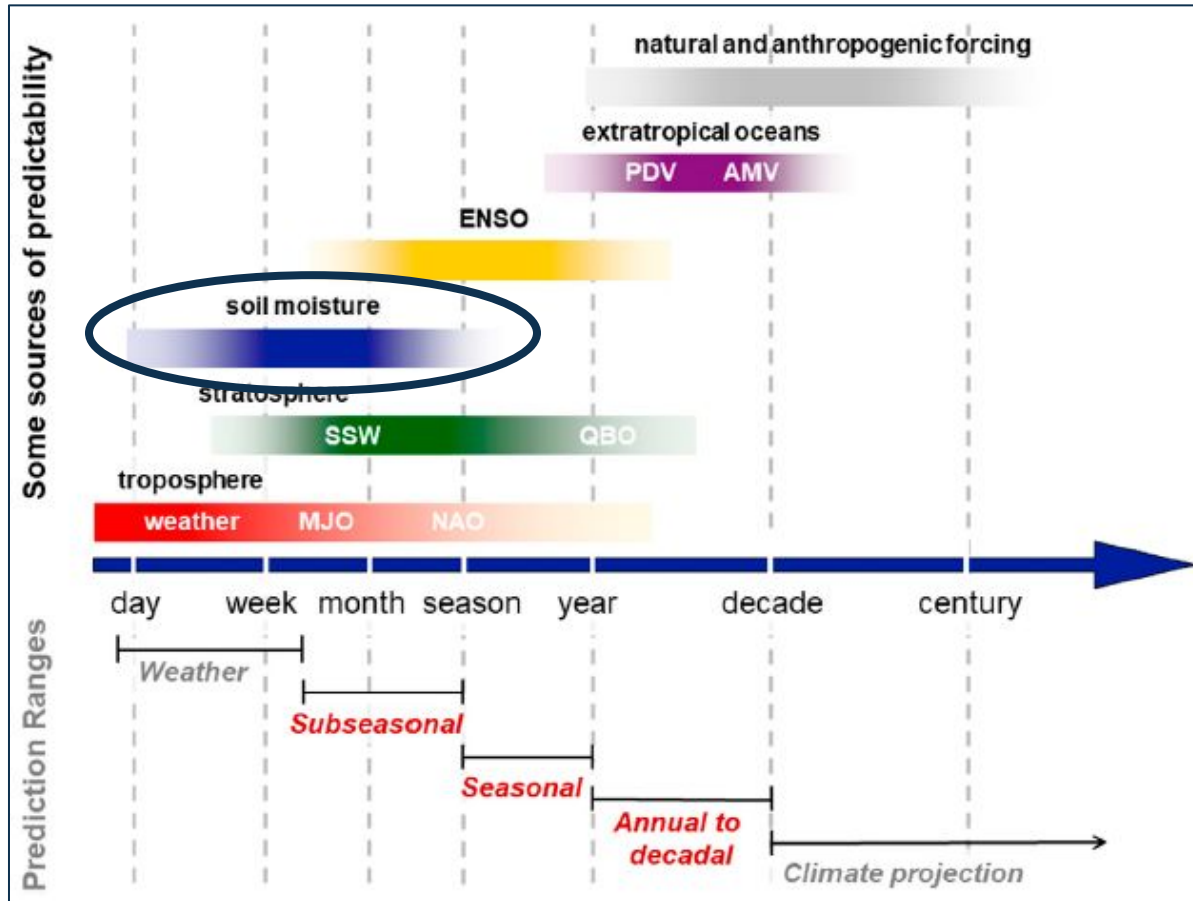 Some sources of predictability
natural and anthropogenic forcing
extratropical oceans
PDV AMV
ENSO
soil moisture
stratosphere
SSW QBO
troposphere
weather MJO NAO
day week month season year decade century
Prediction Ranges
Weather
Subseasonal
Seasonal
Annual to
decadal
Climate projection